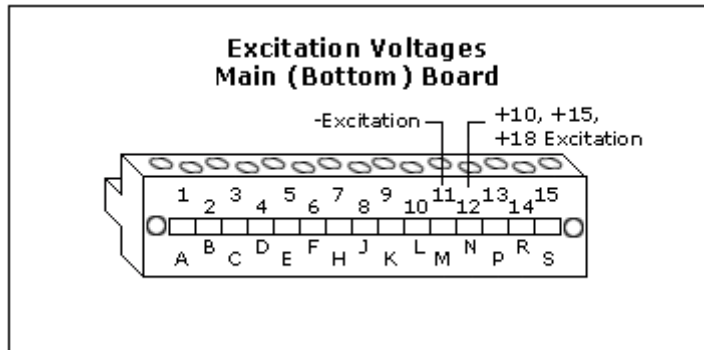 Excitation Voltages
Main (Bottom) Board
-Excitation
+10, +15,
+18 Excitation
1 2 3 4 5 6 7 8 9 10 11 12 13 14 15
A B C D E F H J K L M N P R S